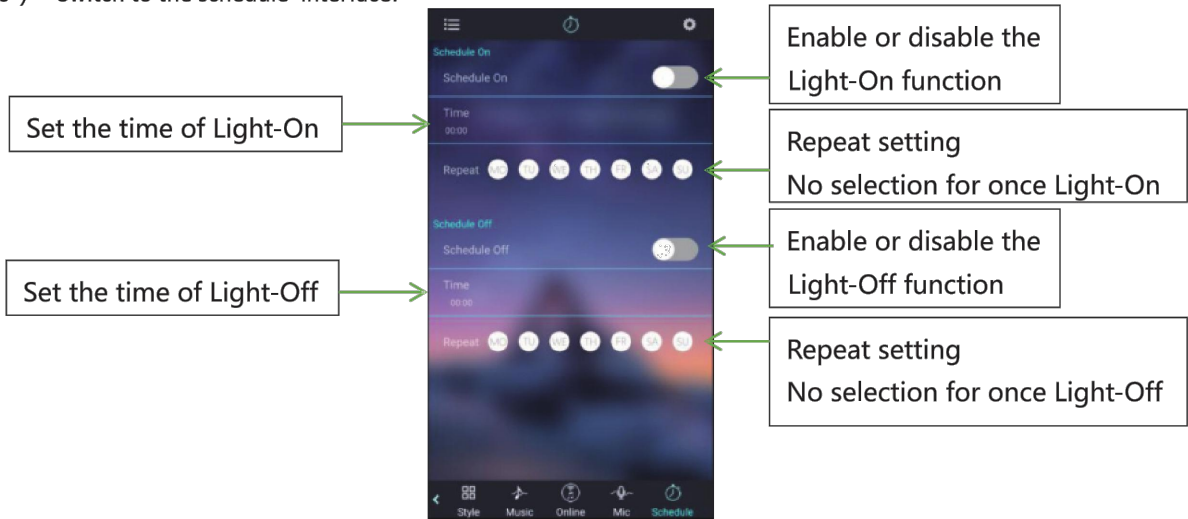 Switch to the schedule interface.
Schedule On
Schedule On
Enable or disable the
Light-On function
Set the time of Light-On
Time
00:00
Repeat MO TU WE TH FR SA SU
Repeat setting
No selection for once Light-On
Schedule Off
Schedule Off
Enable or disable the
Light-Off function
Set the time of Light-Off
Time
00:00
Repeat MO TU WE TH FR SA SU
Repeat setting
No selection for once Light-Off
Style Music Online Mic Schedule